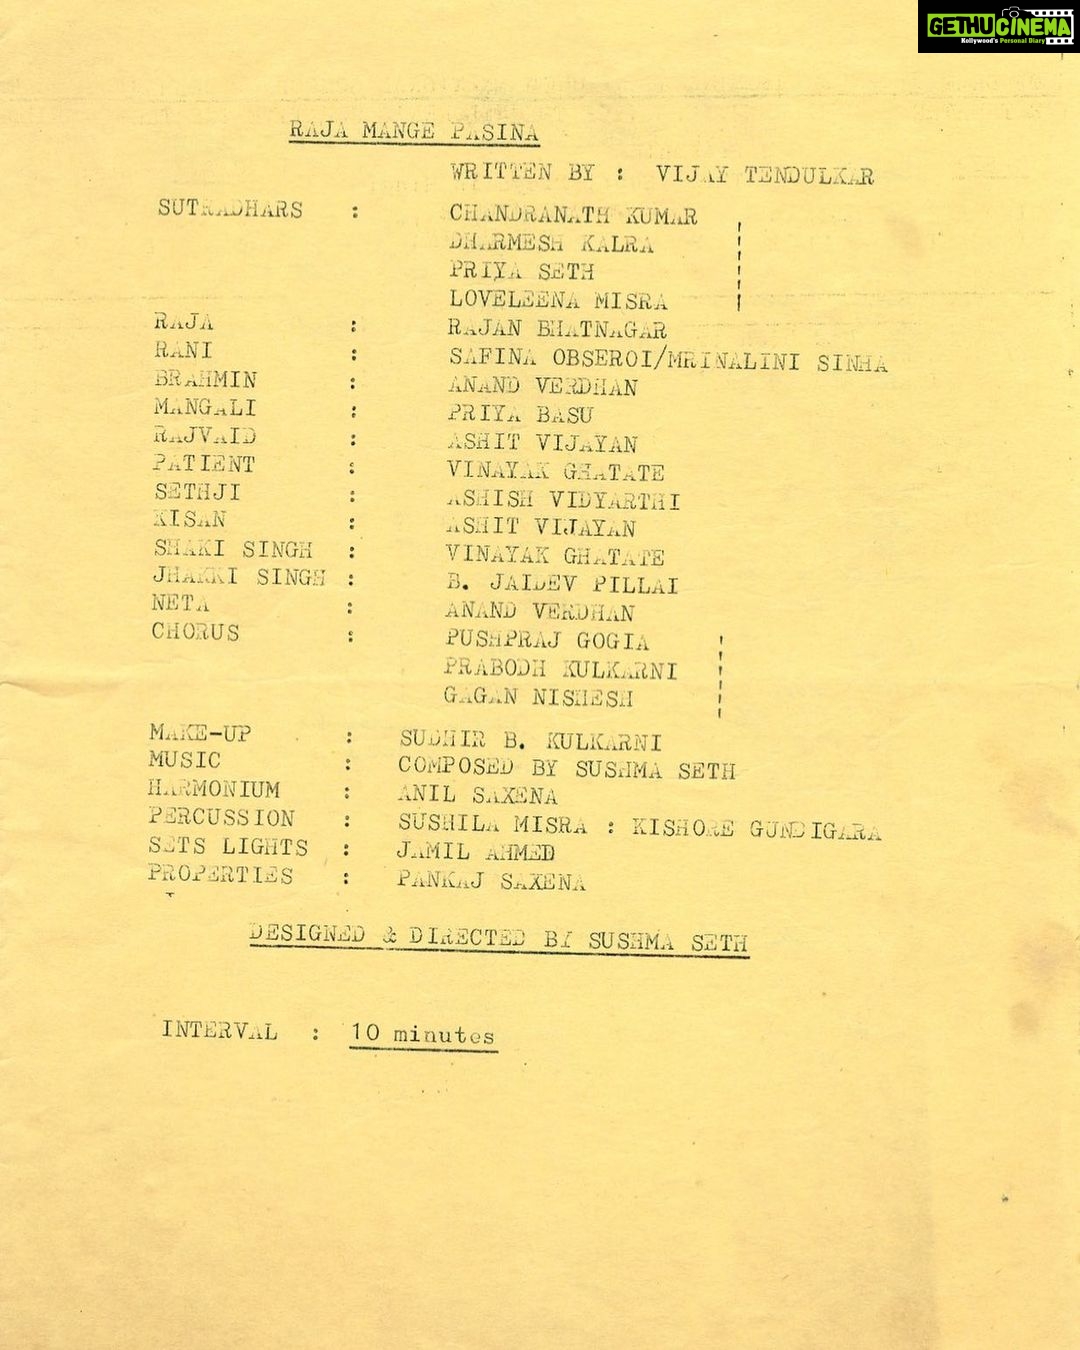 GETHUCINEMA
Kollywood's Personal Diary
RAJA MANGE PASINA
WRITTEN BY : VIJAY TENDULKAR
SUTRADHARS : CHANDRANATH KUMAR
DHARMESH KALRA
PRIYA SETH
LOVELEENA MISRA
RAJA : RAJAN BHATNAGAR
RANI : SAFINA OBSEROI/MRINALINI SINHA
BRAHMIN : ANAND VERDHAN
MANGALI : PRIYA BASU
RAJVAID : ASHIT VIJAYAN
PATIENT : VINAYAK GHATATE
SETHJI : ASHISH VIDYARTHI
KISAN : ASHIT VIJAYAN
SHAKI SINGH : VINAYAK GHATATE
JHAKKI SINGH : B. JAIDEV PILLAI
NETA : ANAND VERDHAN
CHORUS : PUSHPRAJ GOGIA
PRABODH KULKARNI
GAGAN NISHESH
MAKE-UP : SUDHIR B. KULKARNI
MUSIC : COMPOSED BY SUSHMA SETH
HARMONIUM : ANIL SAXENA
PERCUSSION : SUSHILA MISRA : KISHORE GUNDIGARA
SETS LIGHTS : JAMIL AHMED
PROPERTIES : PANKAJ SAXENA
DESIGNED & DIRECTED BY SUSHMA SETH
INTERVAL : 10 minutes